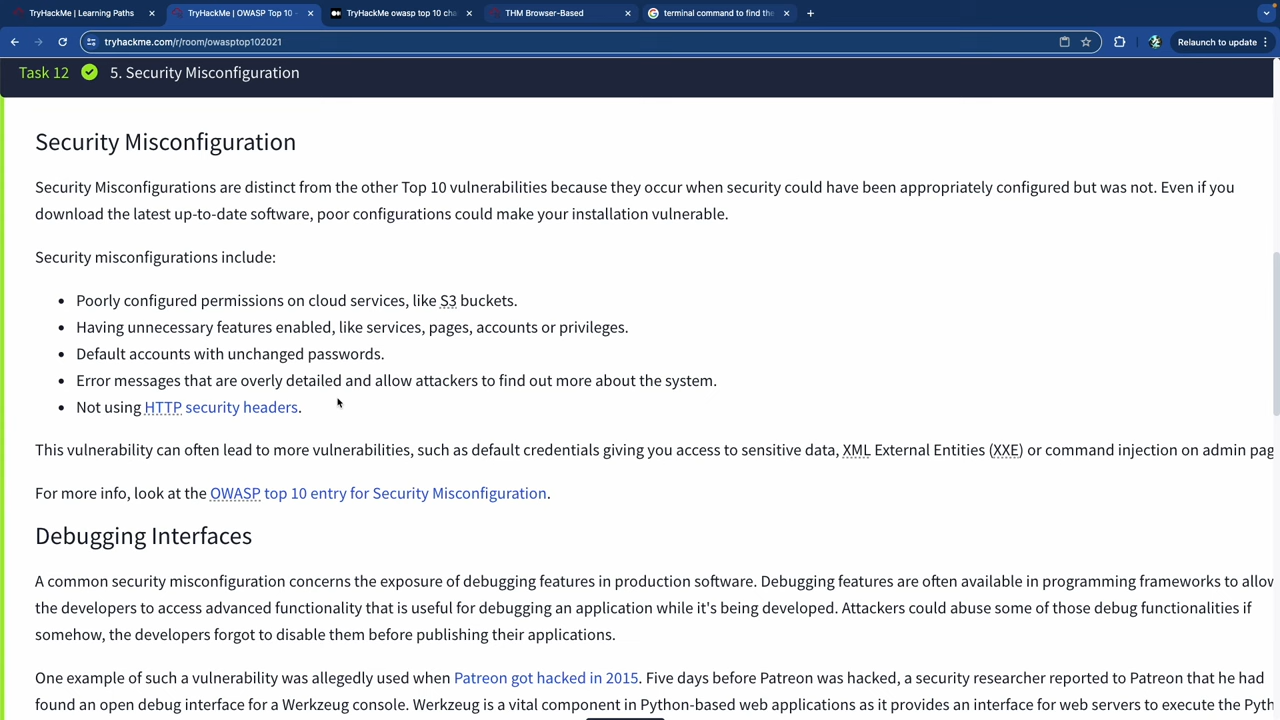 TryHackMe | Learning Paths
TryHackMe | OWASP Top 10 -
TryHackMe owasp top 10 cha
THM Browser-Based
terminal command to find the
tryhackme.com/r/room/owasptop102021
Relaunch to update
Task 12 5. Security Misconfiguration
Security Misconfiguration
Security Misconfigurations are distinct from the other Top 10 vulnerabilities because they occur when security could have been appropriately configured but was not. Even if you
download the latest up-to-date software, poor configurations could make your installation vulnerable.
Security misconfigurations include:
• Poorly configured permissions on cloud services, like S3 buckets.
• Having unnecessary features enabled, like services, pages, accounts or privileges.
• Default accounts with unchanged passwords.
• Error messages that are overly detailed and allow attackers to find out more about the system.
• Not using HTTP security headers.
This vulnerability can often lead to more vulnerabilities, such as default credentials giving you access to sensitive data, XML External Entities (XXE) or command injection on admin pag
For more info, look at the OWASP top 10 entry for Security Misconfiguration.
Debugging Interfaces
A common security misconfiguration concerns the exposure of debugging features in production software. Debugging features are often available in programming frameworks to allow
the developers to access advanced functionality that is useful for debugging an application while it's being developed. Attackers could abuse some of those debug functionalities if
somehow, the developers forgot to disable them before publishing their applications.
One example of such a vulnerability was allegedly used when Patreon got hacked in 2015. Five days before Patreon was hacked, a security researcher reported to Patreon that he had
found an open debug interface for a Werkzeug console. Werkzeug is a vital component in Python-based web applications as it provides an interface for web servers to execute the Pyth